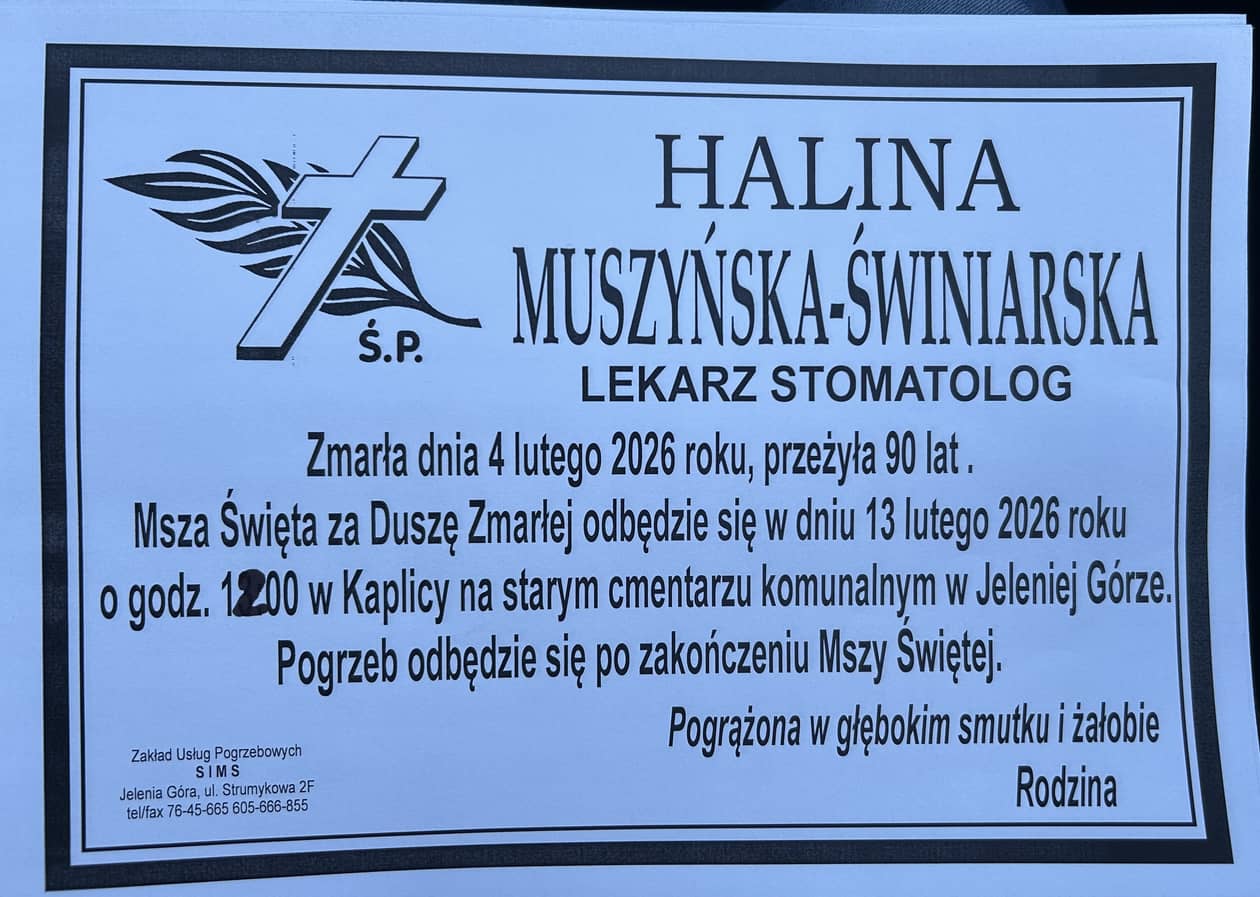 Ś.P.
HALINA
MUSZYŃSKA-ŚWINIARSKA
LEKARZ STOMATOLOG
Zmarła dnia 4 lutego 2026 roku, przeżyła 90 lat .
Msza Święta za Duszę Zmarłej odbędzie się w dniu 13 lutego 2026 roku
o godz. 1200 w Kaplicy na starym cmentarzu komunalnym w Jeleniej Górze.
Pogrzeb odbędzie się po zakończeniu Mszy Świętej.
Pogrążona w głębokim smutku i żałobie
Rodzina
Zakład Usług Pogrzebowych
SIMS
Jelenia Góra, ul. Strumykowa 2F
tel/fax 76-45-665 605-666-855